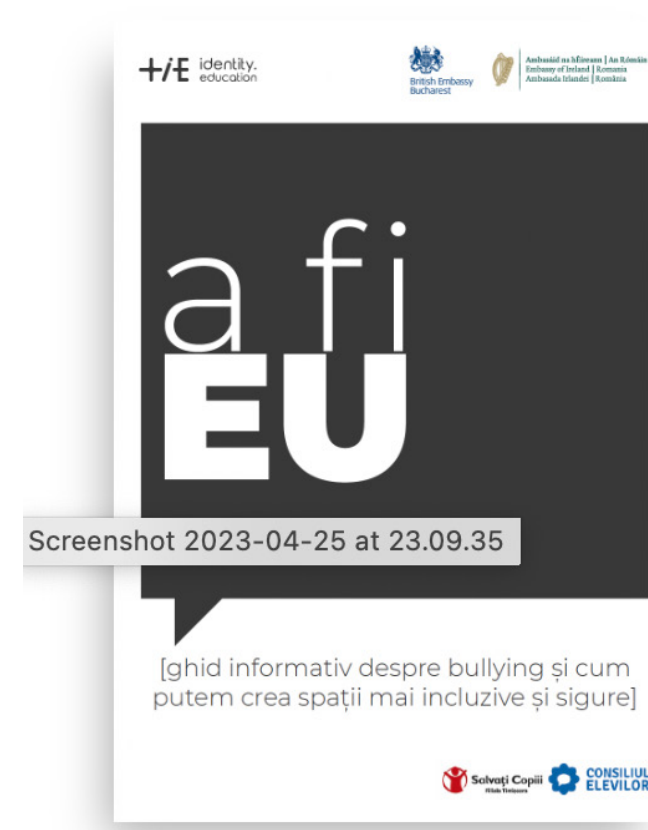 +/E identity.
education
British Embassy
Bucharest
Ambasáid na hÉireann | An Rómáin
Embassy of Ireland | Romania
Ambasada Irlandei | România
a fi
EU
Screenshot 2023-04-25 at 23.09.35
[ghid informativ despre bullying și cum
putem crea spații mai incluzive și sigure]
Salvați Copiii
Filiala Timișoara
CONSILIUL
ELEVILOR